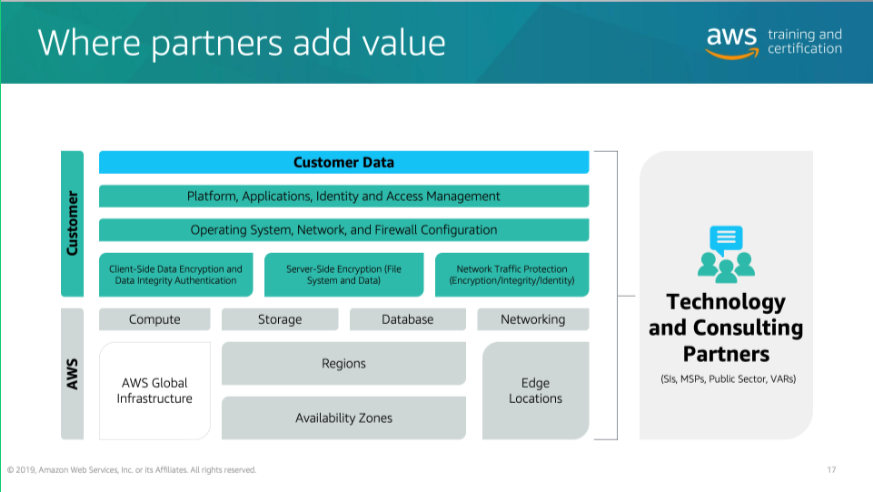 Where partners add value
aws
training and
certification
Customer
Customer Data
Platform, Applications, Identity and Access Management
Operating System, Network, and Firewall Configuration
Client-Side Data Encryption and
Data Integrity Authentication
Server-Side Encryption (File
System and Data)
Network Traffic Protection
(Encryption/Integrity/Identity)
AWS
Compute
Storage
Database
Networking
AWS Global
Infrastructure
Regions
Availability Zones
Edge
Locations
Technology
and Consulting
Partners
(SIs, MSPs, Public Sector, VARs)
© 2019, Amazon Web Services, Inc. or its Affiliates. All rights reserved.
17